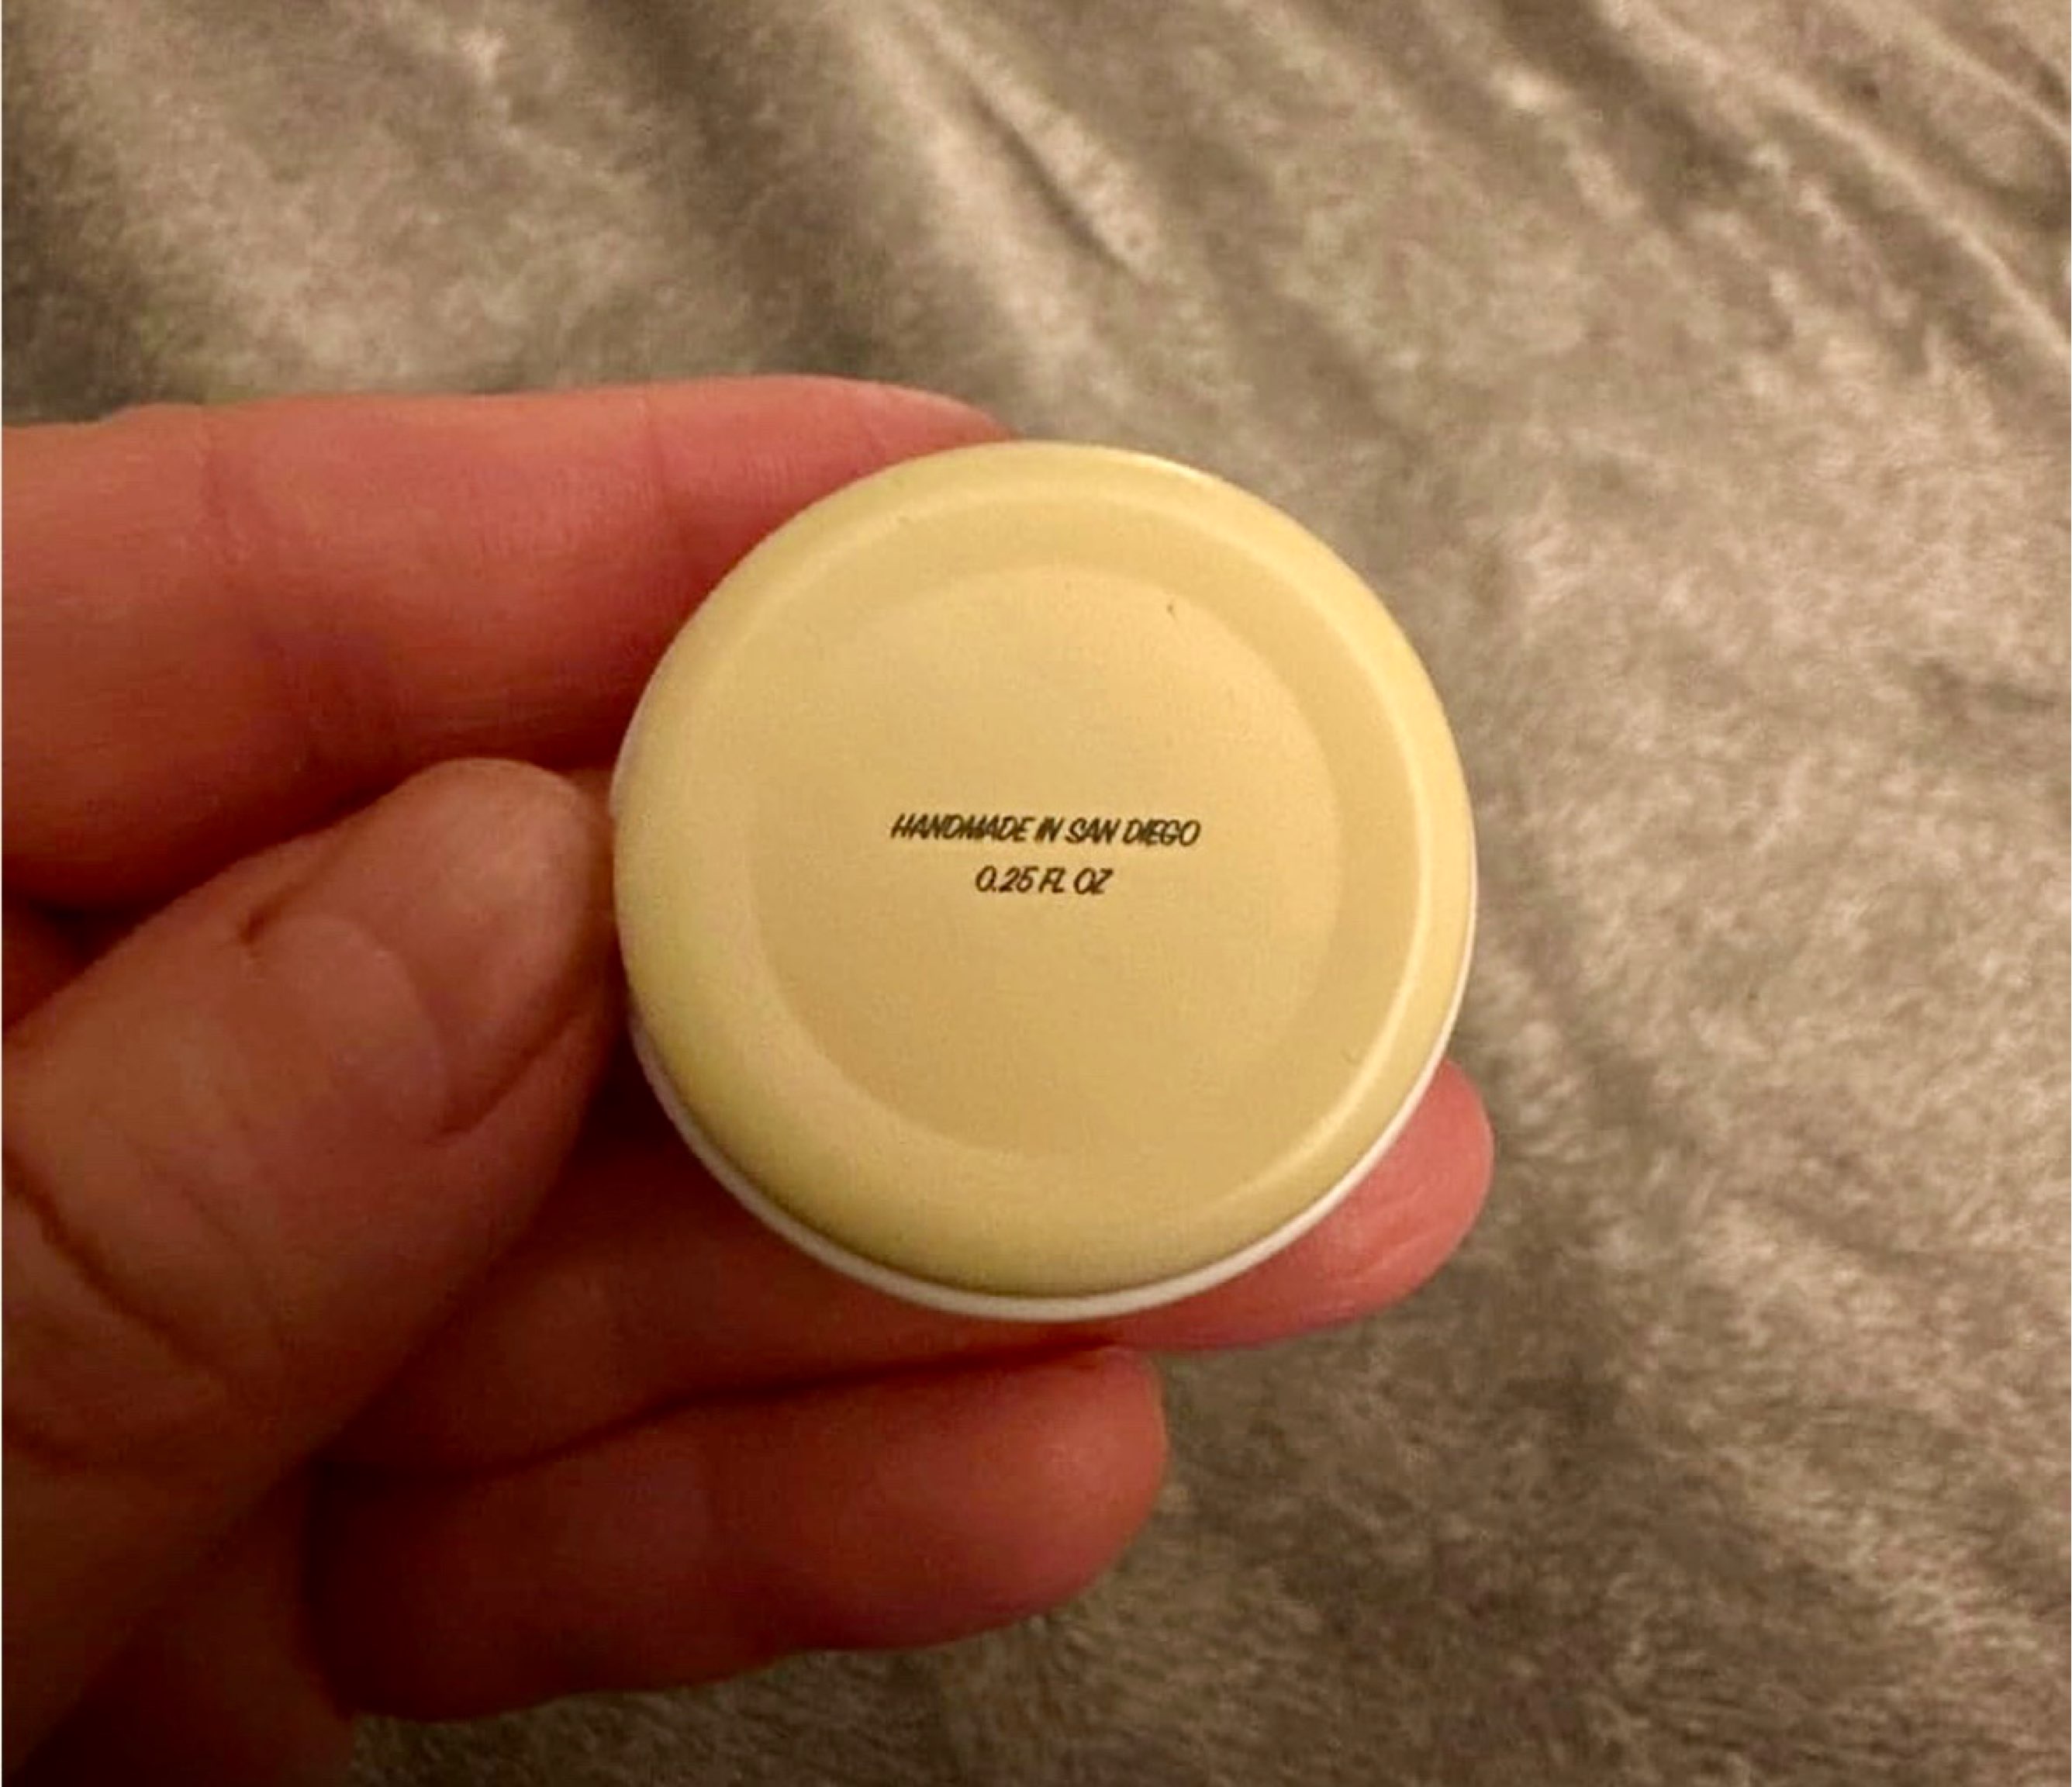 HANDMADE IN SAN DIEGO
0.25 FL OZ